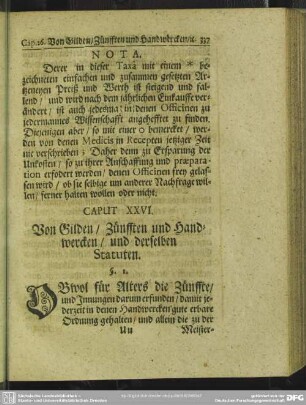 Cap. 26. Von Gilden / Zünfften und Handwercken / ꝛc. 337
NOTA.
Derer in dieser Taxa mit einem * be-
zeichneten einfachen und zusammen gesetzten Ar-
tzeneyen Preiß und Werth ist steigend und fal-
lend / und wird nach dem jährlichen Einkauffe verän-
dert / ist auch jedesmal in denen Officinen zu
jedermannes Wissenschafft angeheffter zu finden.
Diejenigen aber / so mit einer 0 bemercket / wer-
den von denen Medicis in Recepten jetziger Zeit
nie verschrieben / Daher denn zu Ersparung der
Unkosten / so zu ihrer Anschaffung und præpara-
tion erfodert werden / denen Officinen frey gelas-
sen wird / ob sie selbige um anderer Nachfrage wil-
len / ferner halten wollen oder nicht.
CAPUT XXVI.
Von Gilden / Zünfften und Hand-
wercken / und derselben
Statuten.
§. 1.
OBwol für Alters die Zünffte /
und Innungen darum erfunden / damit je-
derzeit in denen Handwercken gute erbare
Ordnung gehalten / und allein die zu der
Uu Meister-